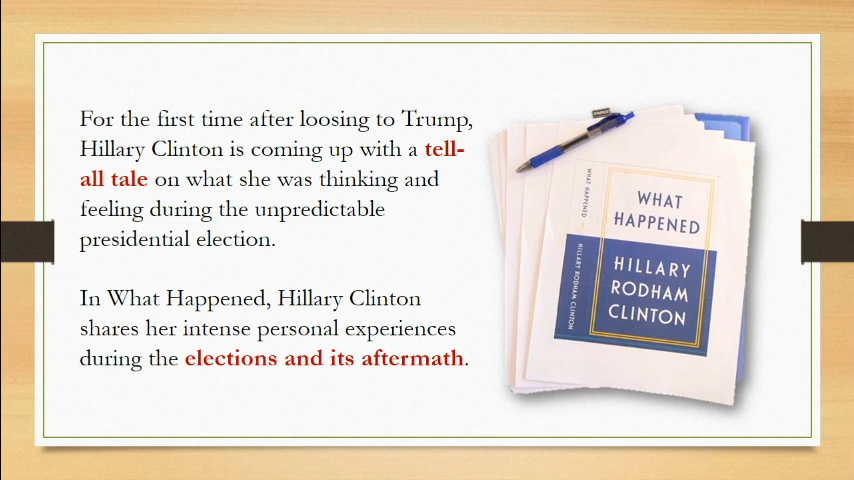 For the first time after loosing to Trump,
Hillary Clinton is coming up with a tell-
all tale on what she was thinking and
feeling during the unpredictable
presidential election.
In What Happened, Hillary Clinton
shares her intense personal experiences
during the elections and its aftermath.
WHAT HAPPENED
HILLARY RODHAM CLINTON
WHAT
HAPPENED
HILLARY
RODHAM
CLINTON